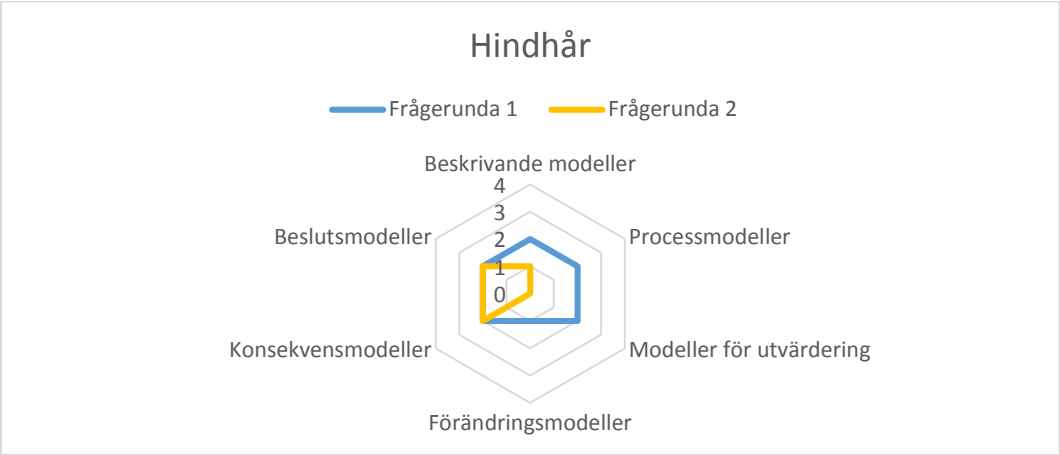 Hindhår
Frågerunda 1 Frågerunda 2
Beskrivande modeller
4
3
Beslutsmodeller 2 Processmodeller
1
0
Konsekvensmodeller Modeller för utvärdering
Förändringsmodeller